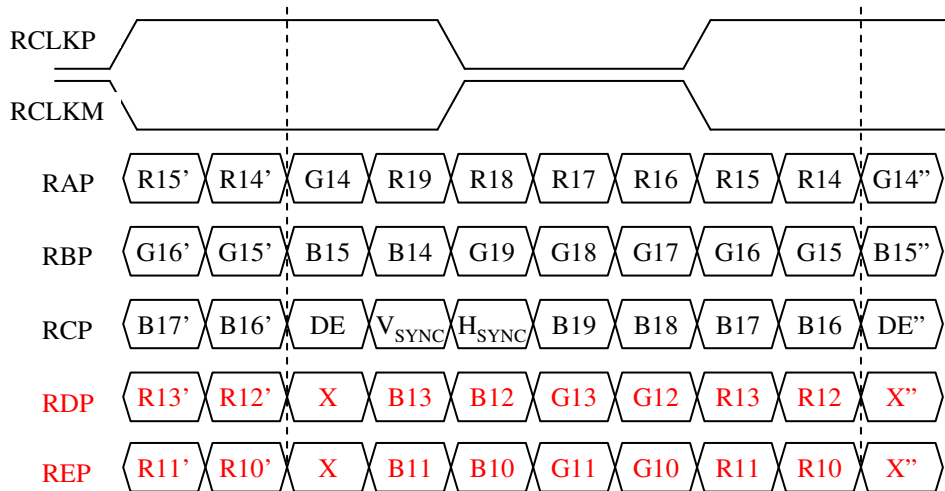 RCLKP
RCLKM
RAP R15’ R14’ G14 R19 R18 R17 R16 R15 R14 G14”
RBP G16’ G15’ B15 B14 G19 G18 G17 G16 G15 B15”
RCP B17’ B16’ DE VSYNC HSYNC B19 B18 B17 B16 DE”
RDP R13’ R12’ X B13 B12 G13 G12 R13 R12 X”
REP R11’ R10’ X B11 B10 G11 G10 R11 R10 X”